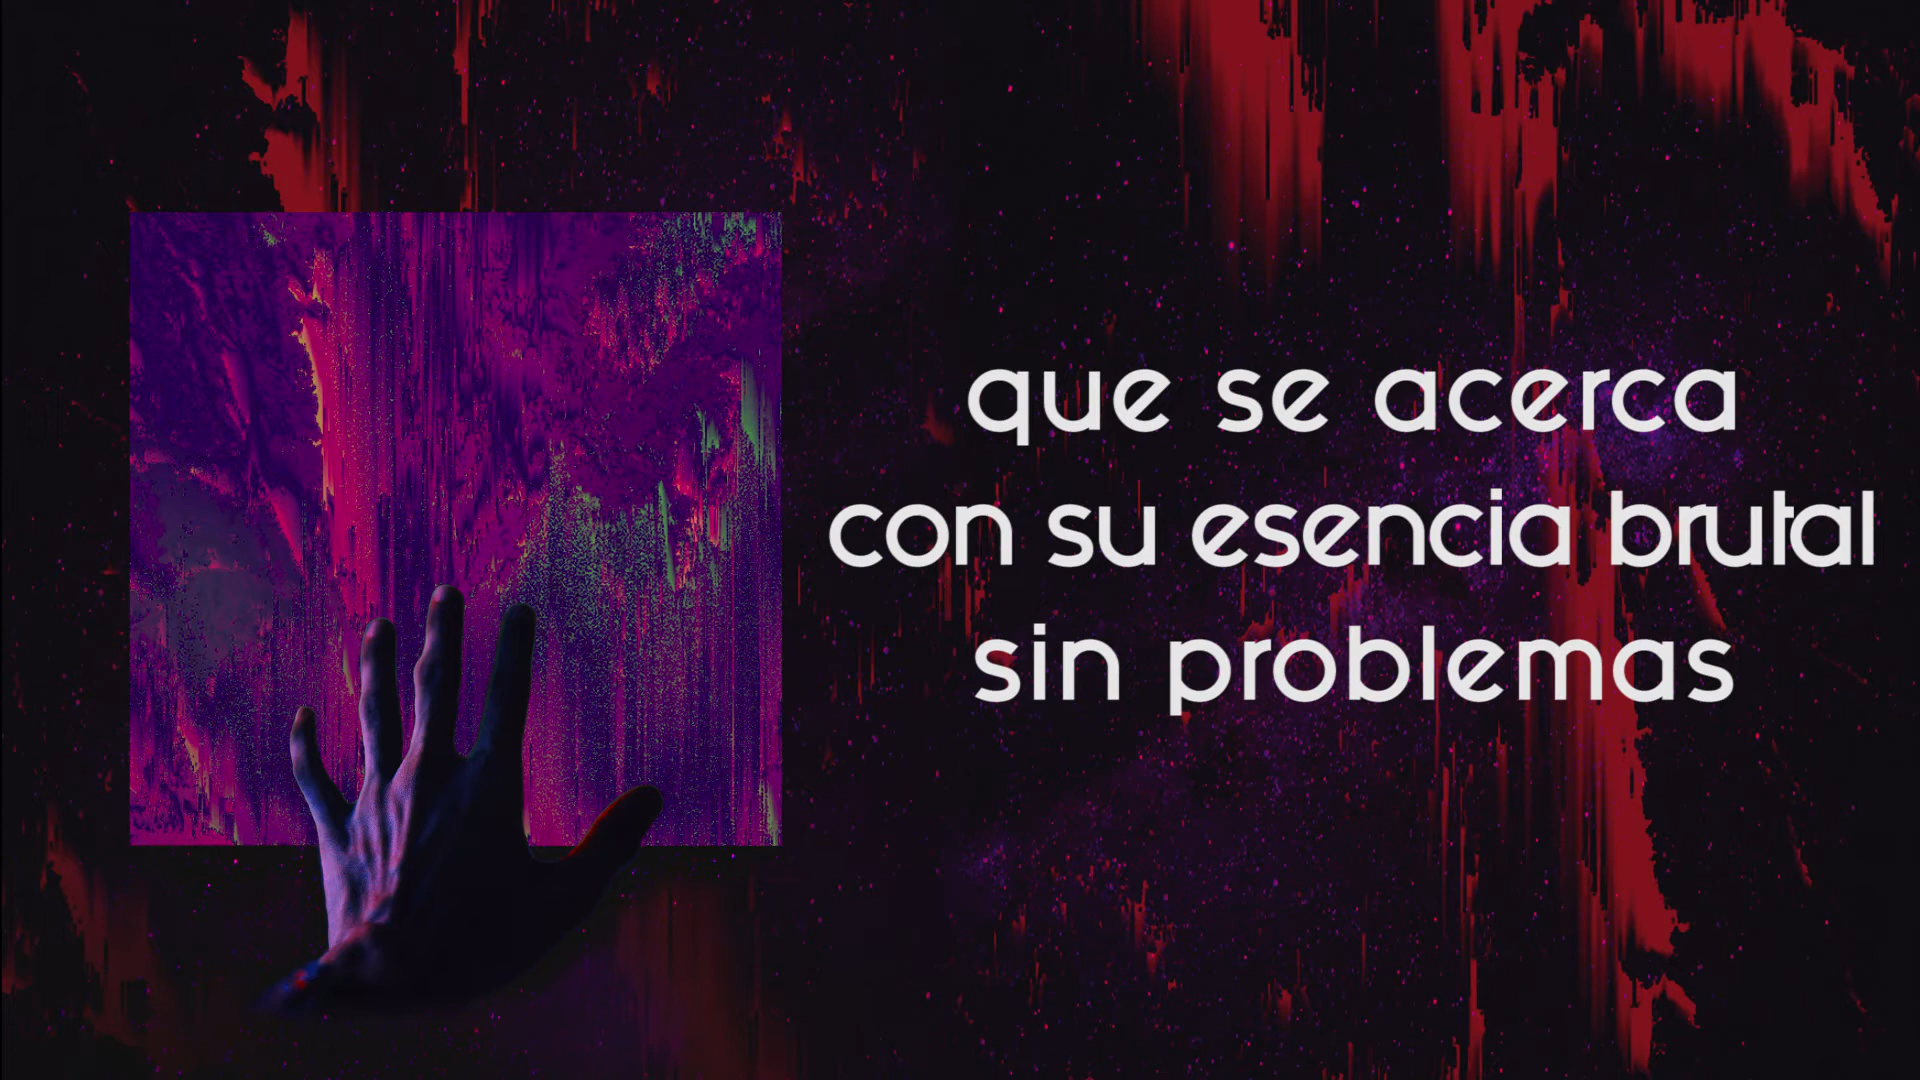 que se acerca
con su esencia brutal
sin problemas